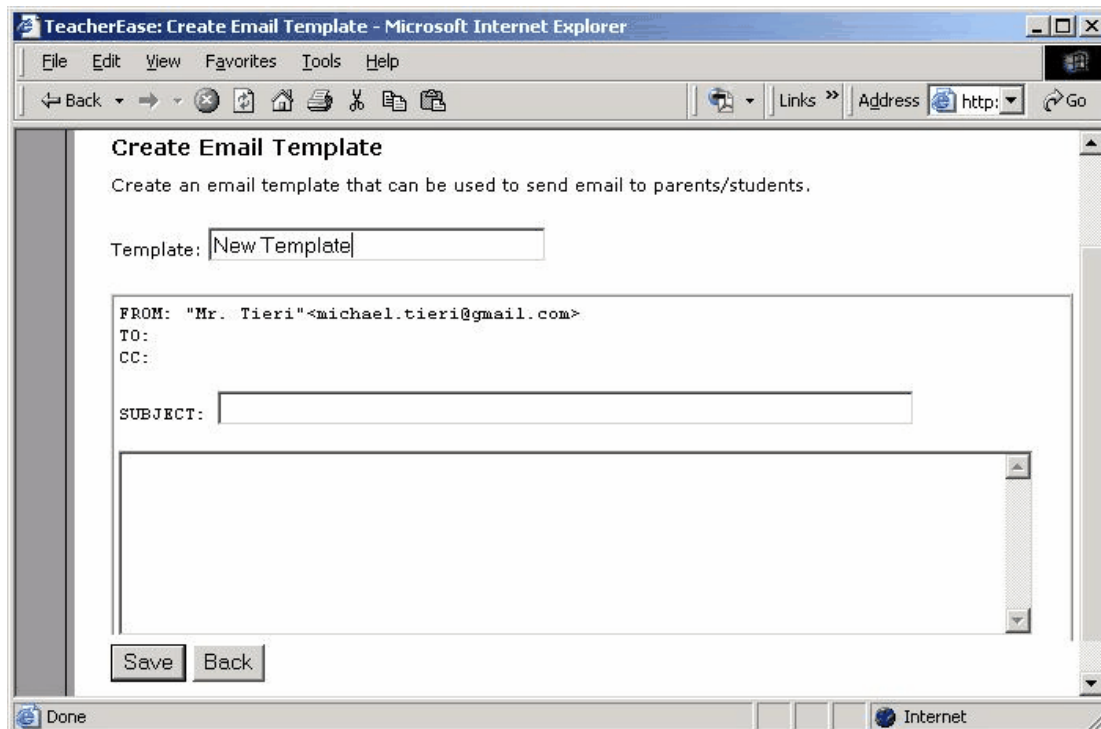 TeacherEase: Create Email Template - Microsoft Internet Explorer
File Edit View Favorites Tools Help
Back Links » Address http: Go
Create Email Template
Create an email template that can be used to send email to parents/students.
Template: New Template
FROM: "Mr. Tieri"<michael.tieri@gmail.com>
TO:
CC:
SUBJECT:
Save Back
Done Internet